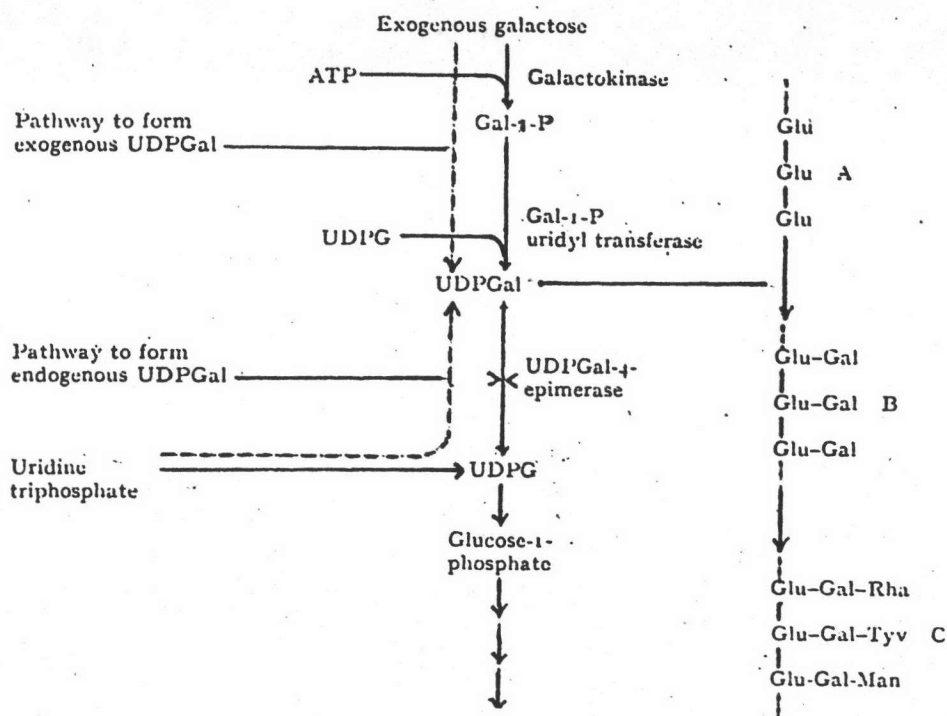 Exogenous galactose
ATP
Galactokinase
Gal-1-P
Pathway to form
exogenous UDPGal
Glu
Glu A
Glu
UDPG
Gal-1-P
uridyl transferase
UDPGal
Pathway to form
endogenous UDPGal
UDPGal-4-
epimerase
Glu-Gal
Glu-Gal B
Glu-Gal
Uridine
triphosphate
UDPG
Glucose-1-
phosphate
Glu-Gal-Rha
Glu-Gal-Tyv C
Glu-Gal-Man